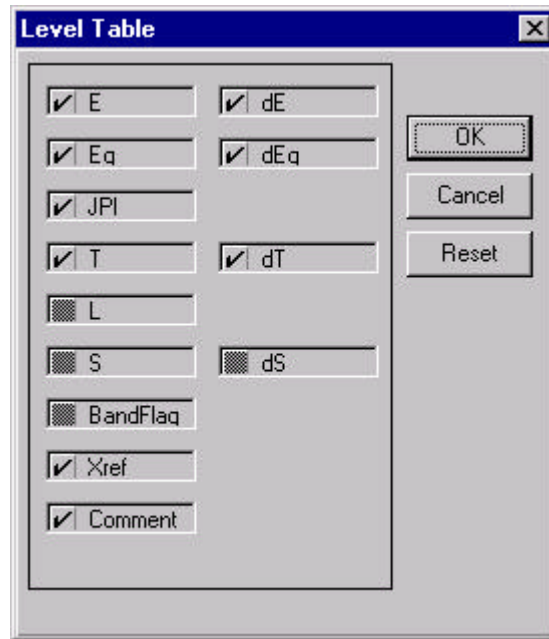 Level Table
E dE
Eg dEg
JPI
T dT
L
S dS
BandFlag
Xref
Comment
OK
Cancel
Reset